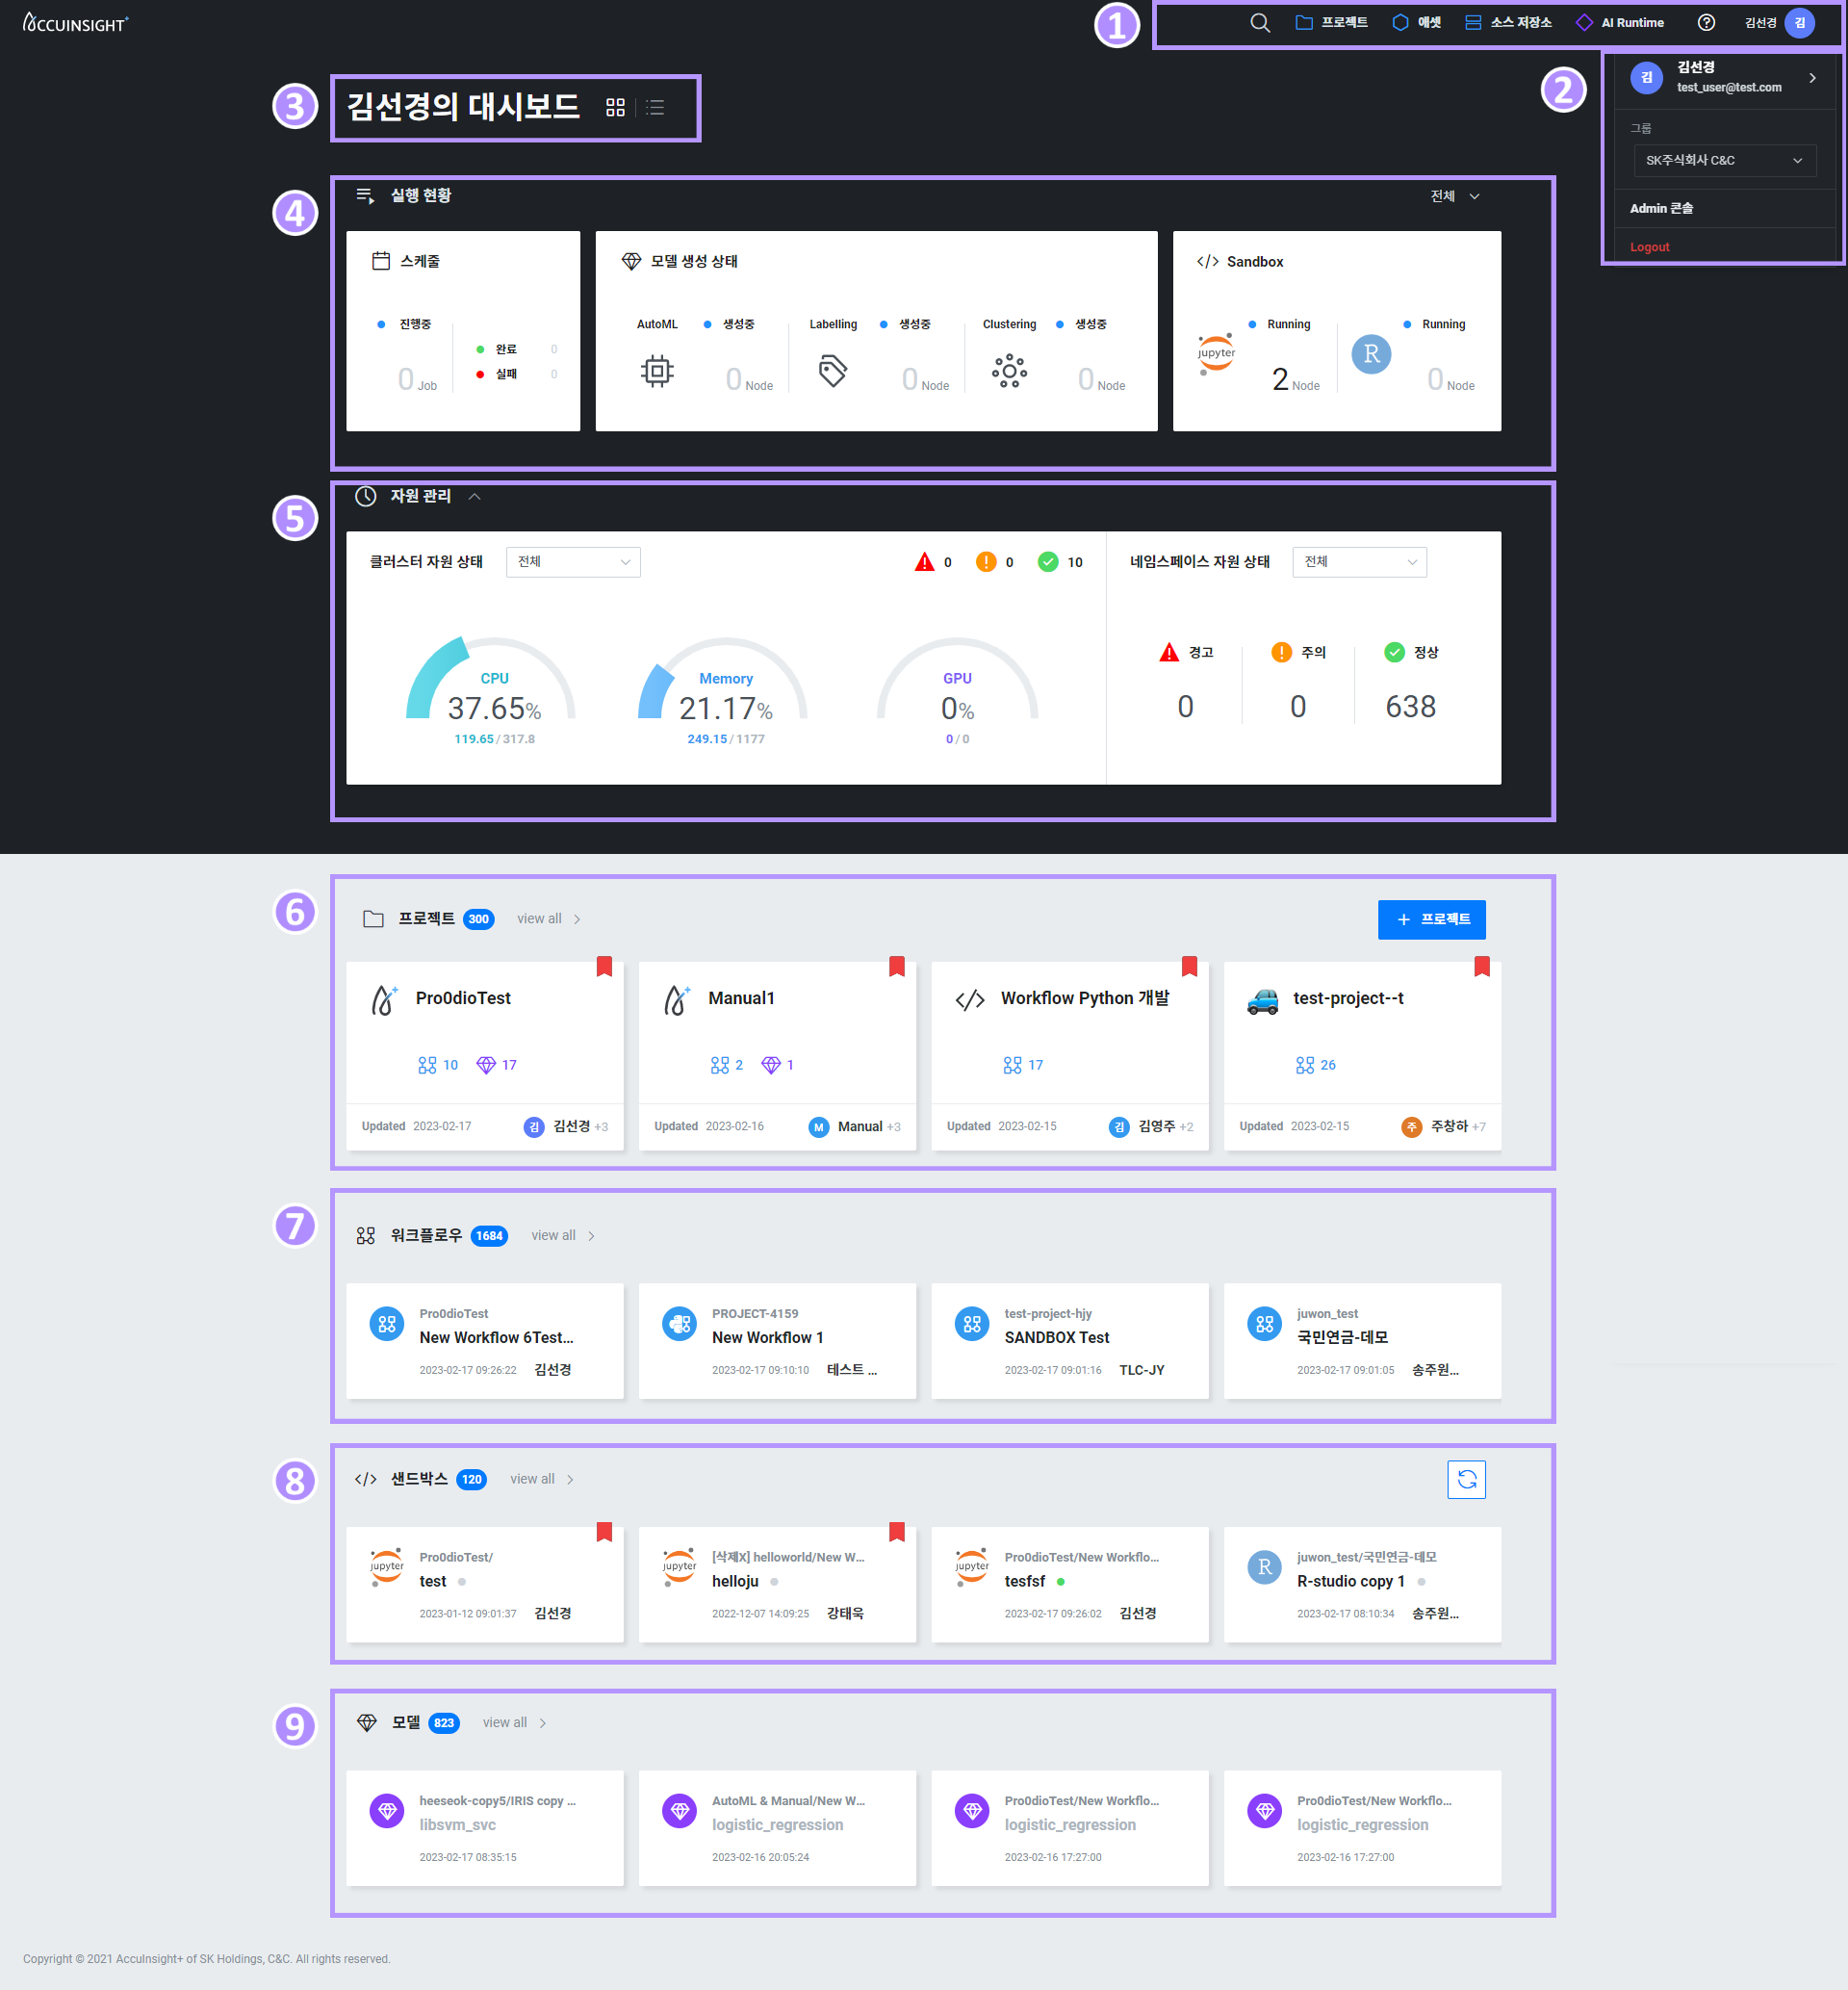 ACCUINSIGHT+
1
프로젝트 에셋 소스 저장소 AI Runtime ? 김선경 김
2
김 김선경
test_user@test.com
그룹
SK주식회사 C&C
Admin 콘솔
Logout
3
김선경의 대시보드
4
실행 현황 전체
스케줄
진행중
0 Job
완료 0
실패 0
모델 생성 상태
AutoML 생성중
0 Node
Labelling 생성중
0 Node
Clustering 생성중
0 Node
Sandbox
jupyter
Running
2 Node
R
Running
0 Node
5
자원 관리
클러스터 자원 상태 전체 0 0 10
CPU
37.65%
119.65 / 317.8
Memory
21.17%
249.15 / 1177
GPU
0%
0 / 0
네임스페이스 자원 상태 전체
경고 주의 정상
0 0 638
6
프로젝트 300 view all
+ 프로젝트
Pro0dioTest
10 17
Updated 2023-02-17 김 김선경 +3
Manual1
2 1
Updated 2023-02-16 M Manual +3
Workflow Python 개발
17
Updated 2023-02-15 김 김영주 +2
test-project--t
26
Updated 2023-02-15 주 주창하 +7
7
워크플로우 1684 view all
Pro0dioTest
New Workflow 6Test...
2023-02-17 09:26:22 김선경
PROJECT-4159
New Workflow 1
2023-02-17 09:10:10 테스트 ...
test-project-hjy
SANDBOX Test
2023-02-17 09:01:16 TLC-JY
juwon_test
국민연금-데모
2023-02-17 09:01:05 송주원...
8
샌드박스 120 view all
jupyter
Pro0dioTest/
test
2023-01-12 09:01:37 김선경
jupyter
[삭제X] helloworld/New W...
helloju
2022-12-07 14:09:25 강태욱
jupyter
Pro0dioTest/New Workflo...
tesfsf
2023-02-17 09:26:02 김선경
R
juwon_test/국민연금-데모
R-studio copy 1
2023-02-17 08:10:34 송주원...
9
모델 823 view all
heeseok-copy5/IRIS copy ...
libsvm_svc
2023-02-17 08:35:15
AutoML & Manual/New W...
logistic_regression
2023-02-16 20:05:24
Pro0dioTest/New Workflo...
logistic_regression
2023-02-16 17:27:00
Pro0dioTest/New Workflo...
logistic_regression
2023-02-16 17:27:00
Copyright © 2021 AccuInsight+ of SK Holdings, C&C. All rights reserved.